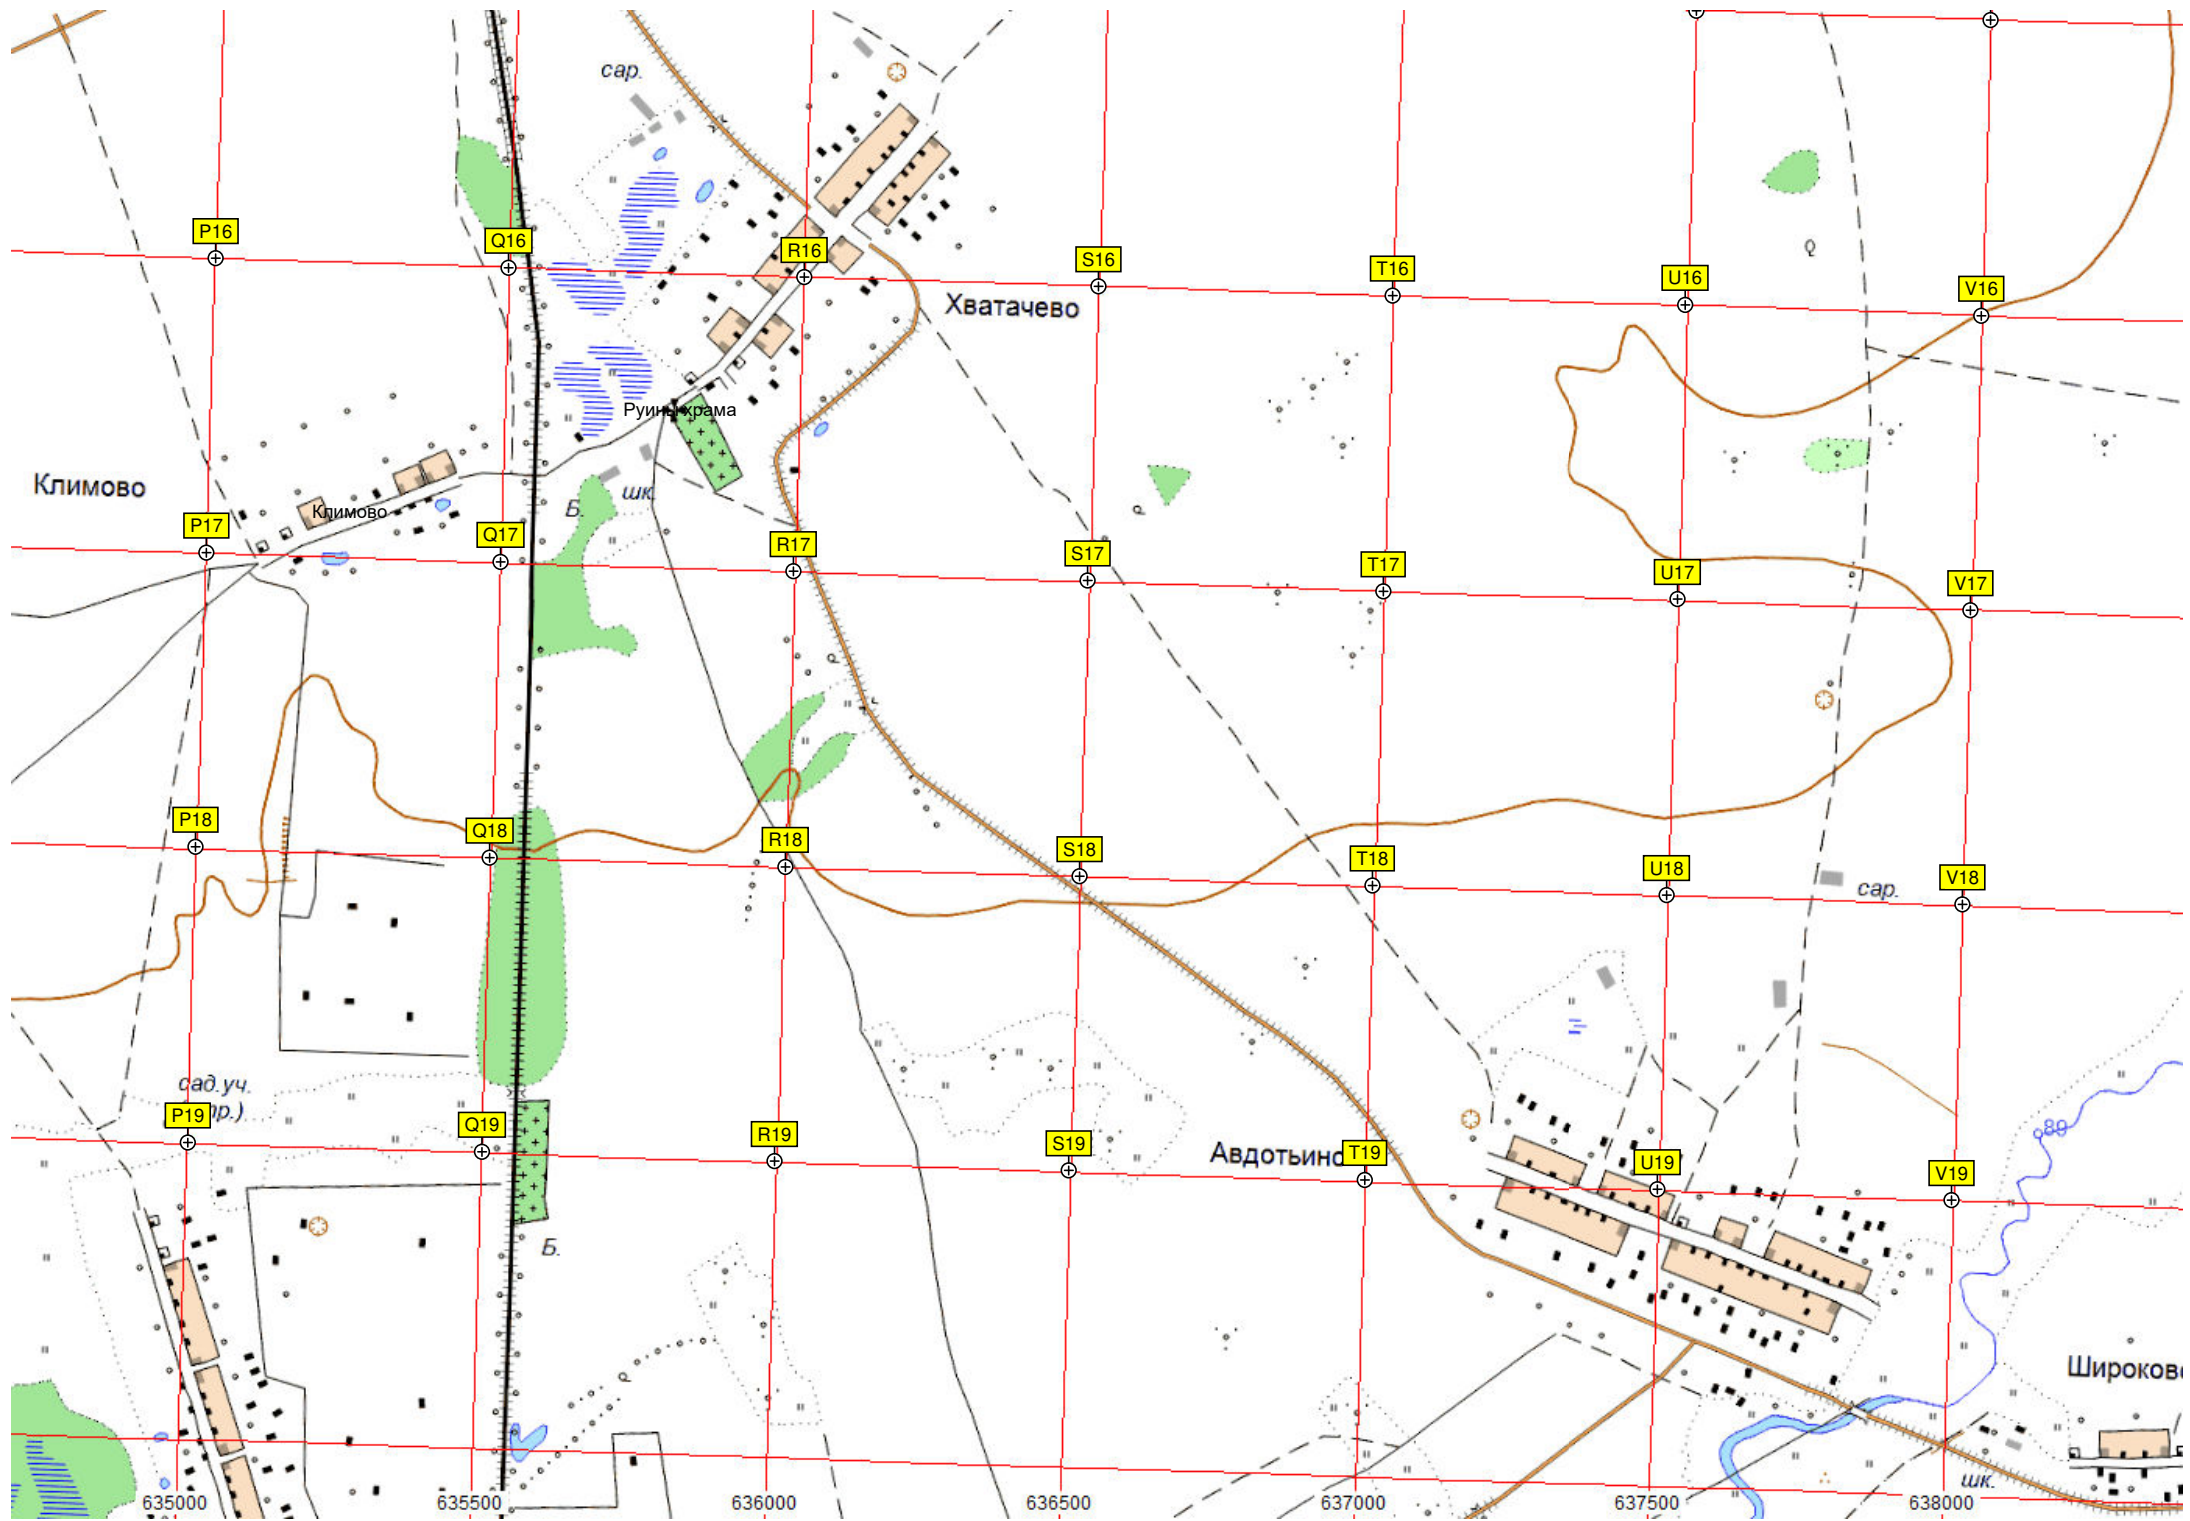 сар.
P16
Q16
R16
S16
T16
U16
V16
Хватачево
Руины храма
Климово
Климово
шк.
Б.
P17
Q17
R17
S17
T17
U17
V17
P18
Q18
R18
S18
T18
U18
V18
сар.
сад.уч.
P19
Q19
R19
S19
T19
U19
V19
Авдотьино
89
Б.
Широково
шк.
635000
635500
636000
636500
637000
637500
638000